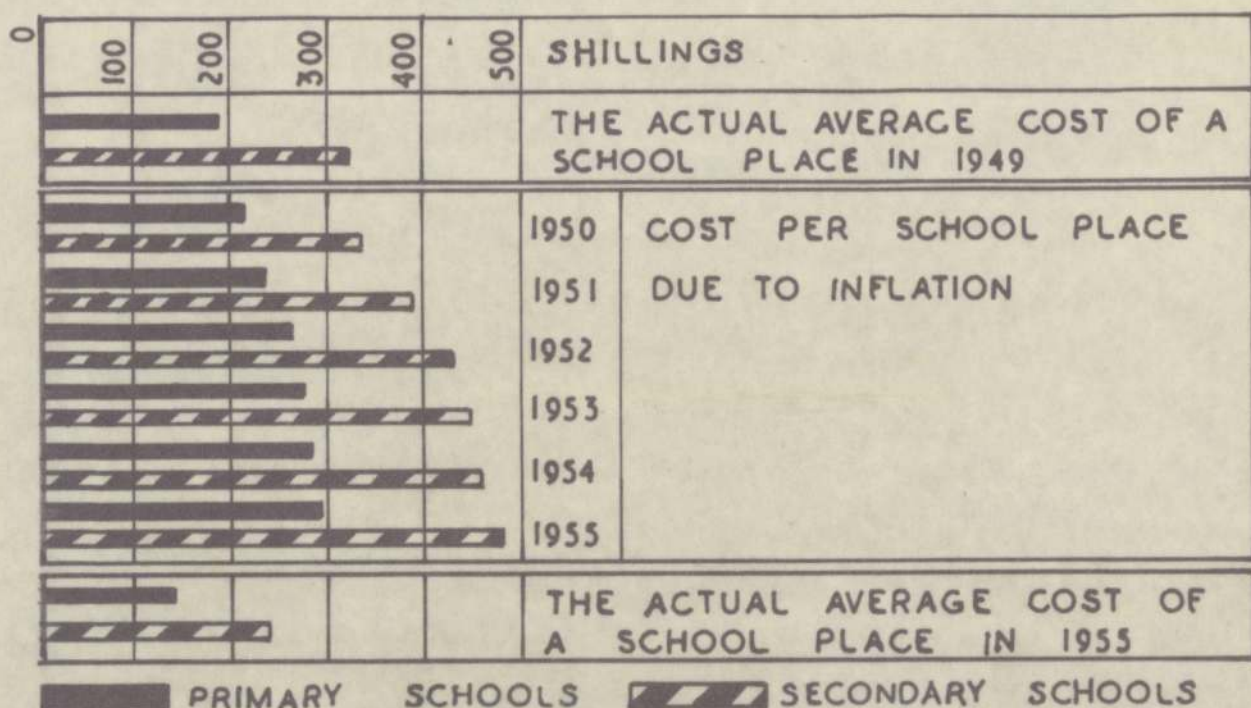 0 100 200 300 400 500 SHILLINGS
THE ACTUAL AVERAGE COST OF A
SCHOOL PLACE IN 1949
1950 COST PER SCHOOL PLACE
1951 DUE TO INFLATION
1952
1953
1954
1955
THE ACTUAL AVERAGE COST OF
A SCHOOL PLACE IN 1955
PRIMARY SCHOOLS SECONDARY SCHOOLS